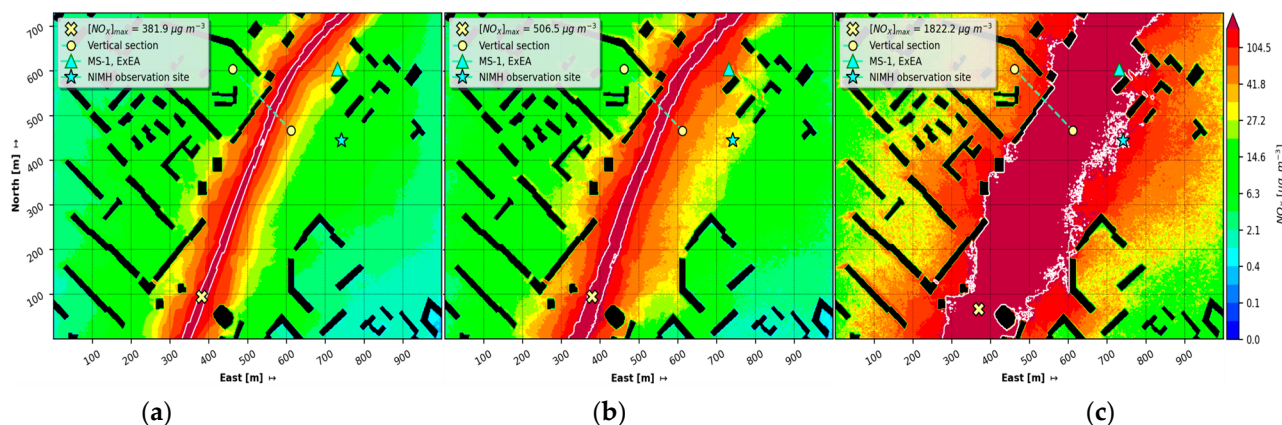 [NOX]max = 381.9 μg m−3
Vertical section
MS-1, ExEA
NIMH observation site
[NOX]max = 506.5 μg m−3
Vertical section
MS-1, ExEA
NIMH observation site
[NOX]max = 1822.2 μg m−3
Vertical section
MS-1, ExEA
NIMH observation site
700
600
500
400
300
200
100
North [m] ↦
104.5
47.2
31.8
21.4
14.6
6.3
2.1
0.4
0.1
0.0
[μg m−3]
100 200 300 400 500 600 700 800 900
100 200 300 400 500 600 700 800 900
100 200 300 400 500 600 700 800 900
East [m] ↦
East [m] ↦
East [m] ↦
(a)
(b)
(c)